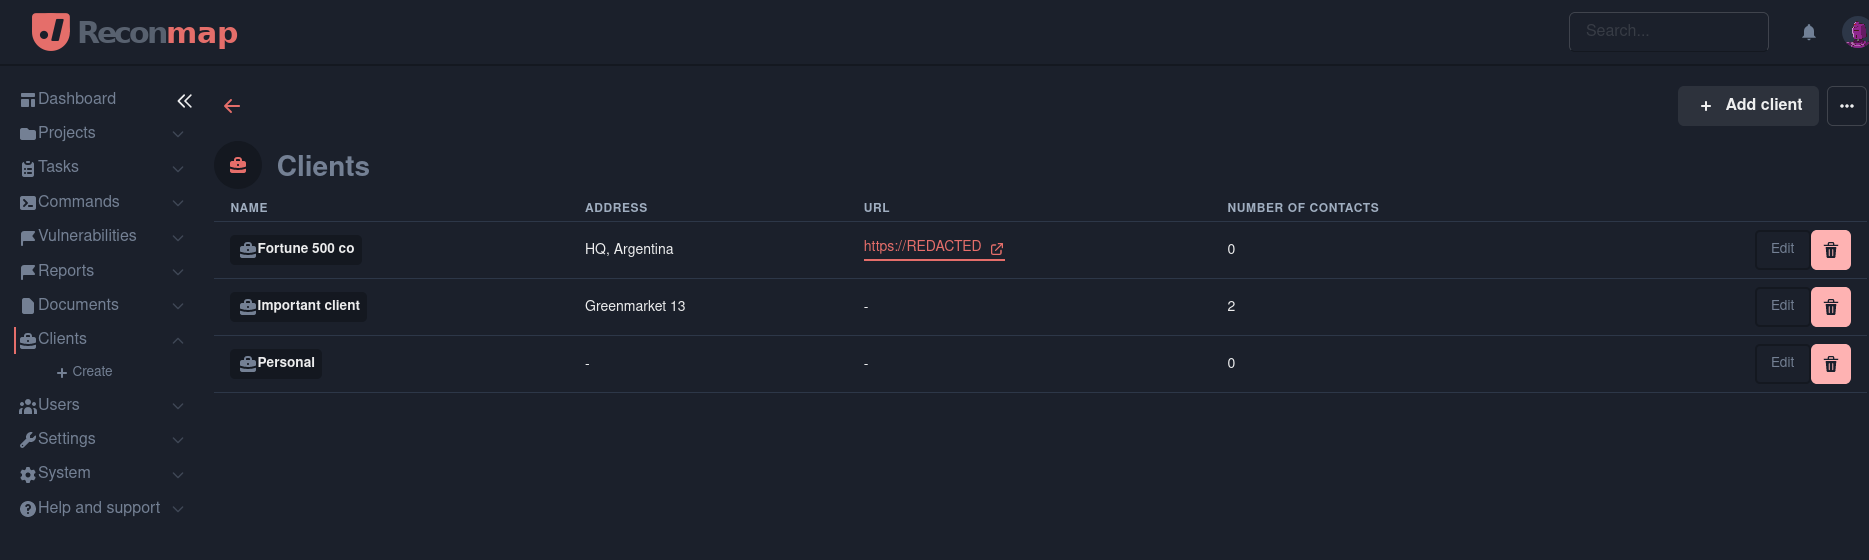 Reconmap
Search...
Dashboard
Projects
Tasks
Commands
Vulnerabilities
Reports
Documents
Clients
Create
Users
Settings
System
Help and support
Add client
Clients
NAME ADDRESS URL NUMBER OF CONTACTS
Fortune 500 co HQ, Argentina https://REDACTED 0 Edit
Important client Greenmarket 13 - 2 Edit
Personal - - 0 Edit